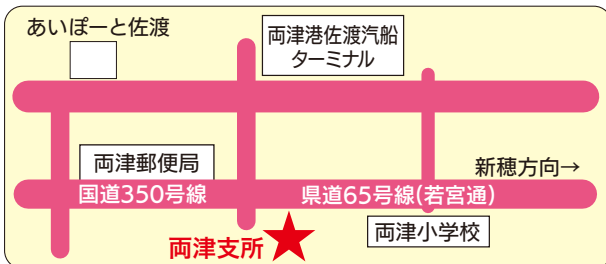 あいぽーと佐渡
両津港佐渡汽船
ターミナル
両津郵便局
新穂方向→
国道350号線
県道65号線(若宮通)
両津小学校
両津支所